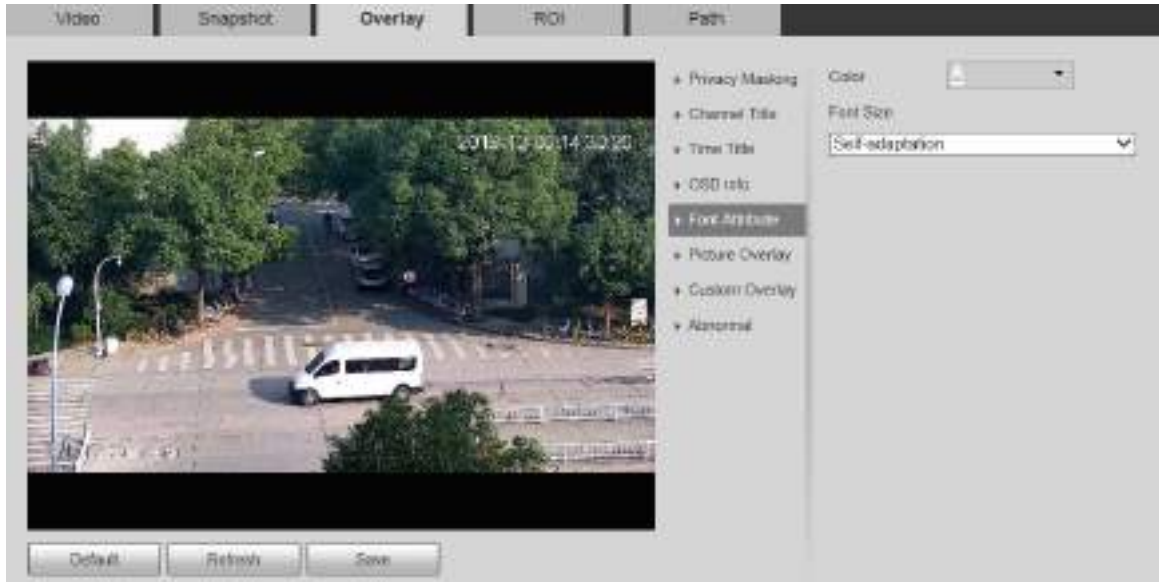 Video
Snapshot
Overlay
ROI
Path
Privacy Masking
Channel Title
Time Title
OSD Info
Font Attribute
Picture Overlay
Custom Overlay
Abnormal
Color
Font Size
Self-adaptation
Default
Refresh
Save